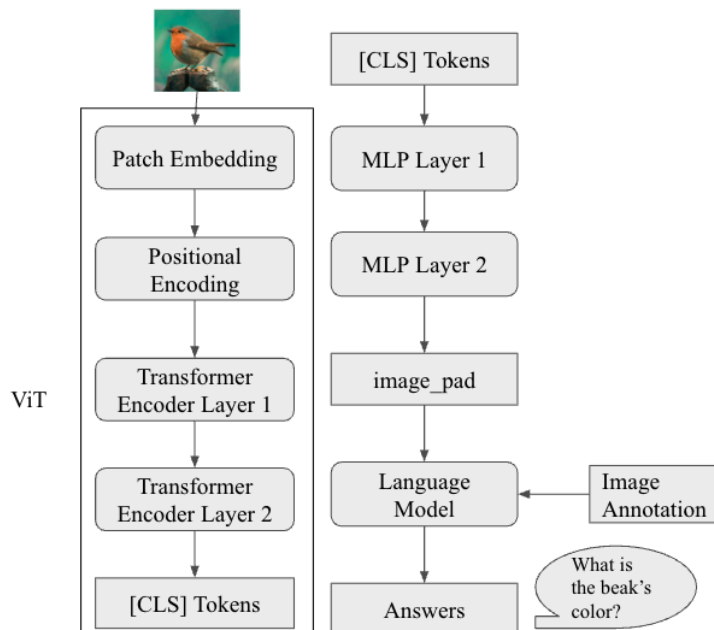 Patch Embedding
Positional
Encoding
Transformer
Encoder Layer 1
Transformer
Encoder Layer 2
[CLS] Tokens
ViT
[CLS] Tokens
MLP Layer 1
MLP Layer 2
image_pad
Language
Model
Image
Annotation
Answers
What is
the beak's
color?